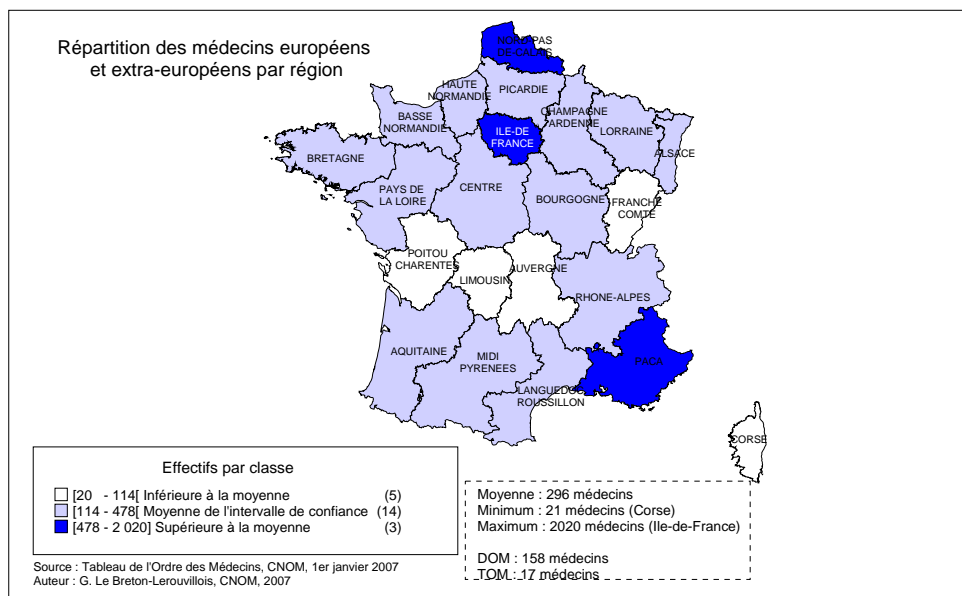 Répartition des médecins européens
et extra-européens par région
NORD-PAS
DE-CALAIS
HAUTE
NORMANDIE
PICARDIE
BASSE
NORMANDIE
ILE-DE
FRANCE
CHAMPAGNE
ARDENNE
LORRAINE
ALSACE
BRETAGNE
PAYS DE
LA LOIRE
CENTRE
BOURGOGNE
FRANCHE
COMTE
POITOU
CHARENTES
LIMOUSIN
AUVERGNE
RHONE-ALPES
AQUITAINE
MIDI
PYRENEES
LANGUEDOC
ROUSSILLON
PACA
CORSE
Effectifs par classe
[20 - 114[ Inférieure à la moyenne (5)
[114 - 478[ Moyenne de l'intervalle de confiance (14)
[478 - 2 020] Supérieure à la moyenne (3)
Moyenne : 296 médecins
Minimum : 21 médecins (Corse)
Maximum : 2020 médecins (Ile-de-France)
DOM : 158 médecins
TOM : 17 médecins
Source : Tableau de l'Ordre des Médecins, CNOM, 1er janvier 2007
Auteur : G. Le Breton-Lerouvillois, CNOM, 2007